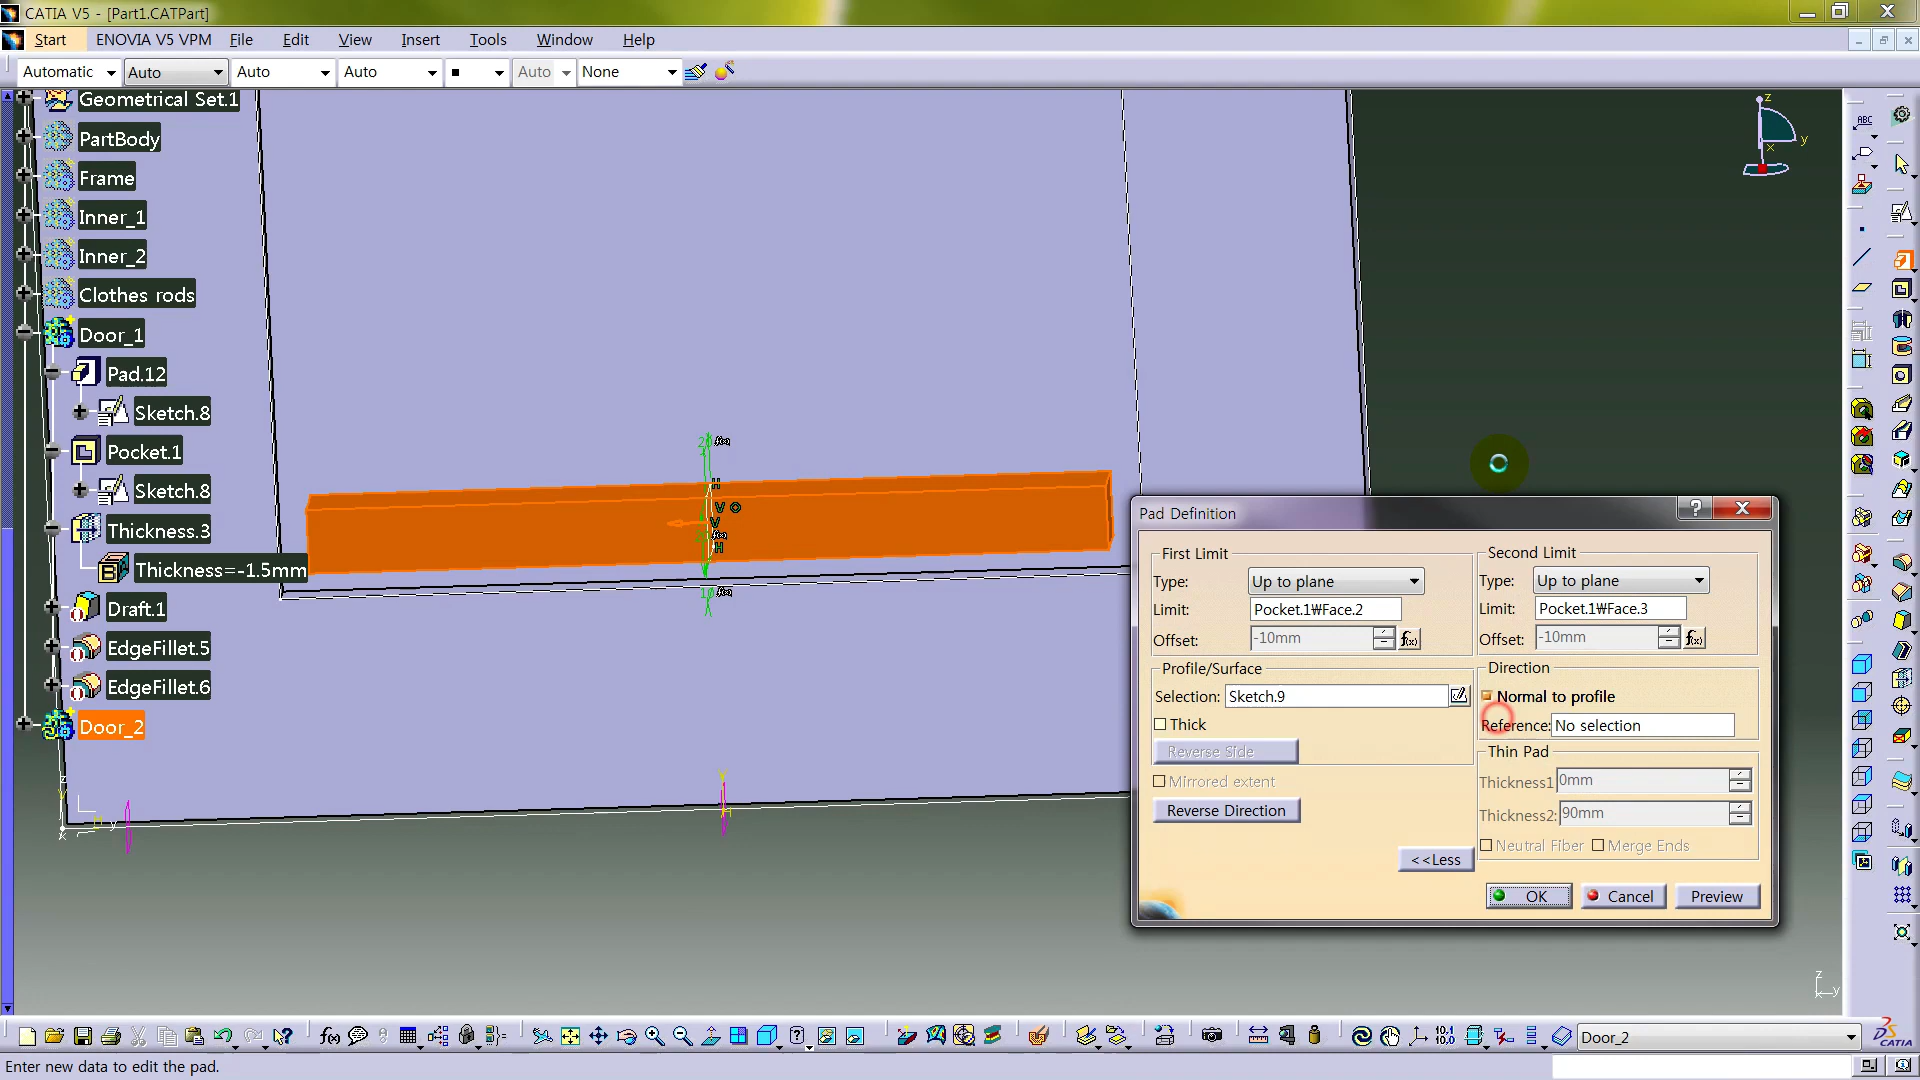 CATIA V5 - [Part1.CATPart]
Start ENOVIA V5 VPM File Edit View Insert Tools Window Help
Automatic Auto Auto Auto Auto None
Geometrical Set.1
PartBody
Frame
Inner_1
Inner_2
Clothes rods
Door_1
Pad.12
Sketch.8
Pocket.1
Sketch.8
Thickness.3
Thickness=-1.5mm
Draft.1
EdgeFillet.5
EdgeFillet.6
Door_2
z
y
x
ABC
H
V
V
H
10
z
y
x
Y
H
Pad Definition
First Limit
Type: Up to plane
Limit: Pocket.1₩Face.2
Offset: -10mm
Second Limit
Type: Up to plane
Limit: Pocket.1₩Face.3
Offset: -10mm
Profile/Surface
Selection: Sketch.9
Thick
Reverse Side
Mirrored extent
Reverse Direction
Direction
Normal to profile
Reference: No selection
Thin Pad
Thickness1 0mm
Thickness2: 90mm
Neutral Fiber Merge Ends
<<Less
OK Cancel Preview
z
x y
Door_2
CATIA
Enter new data to edit the pad.